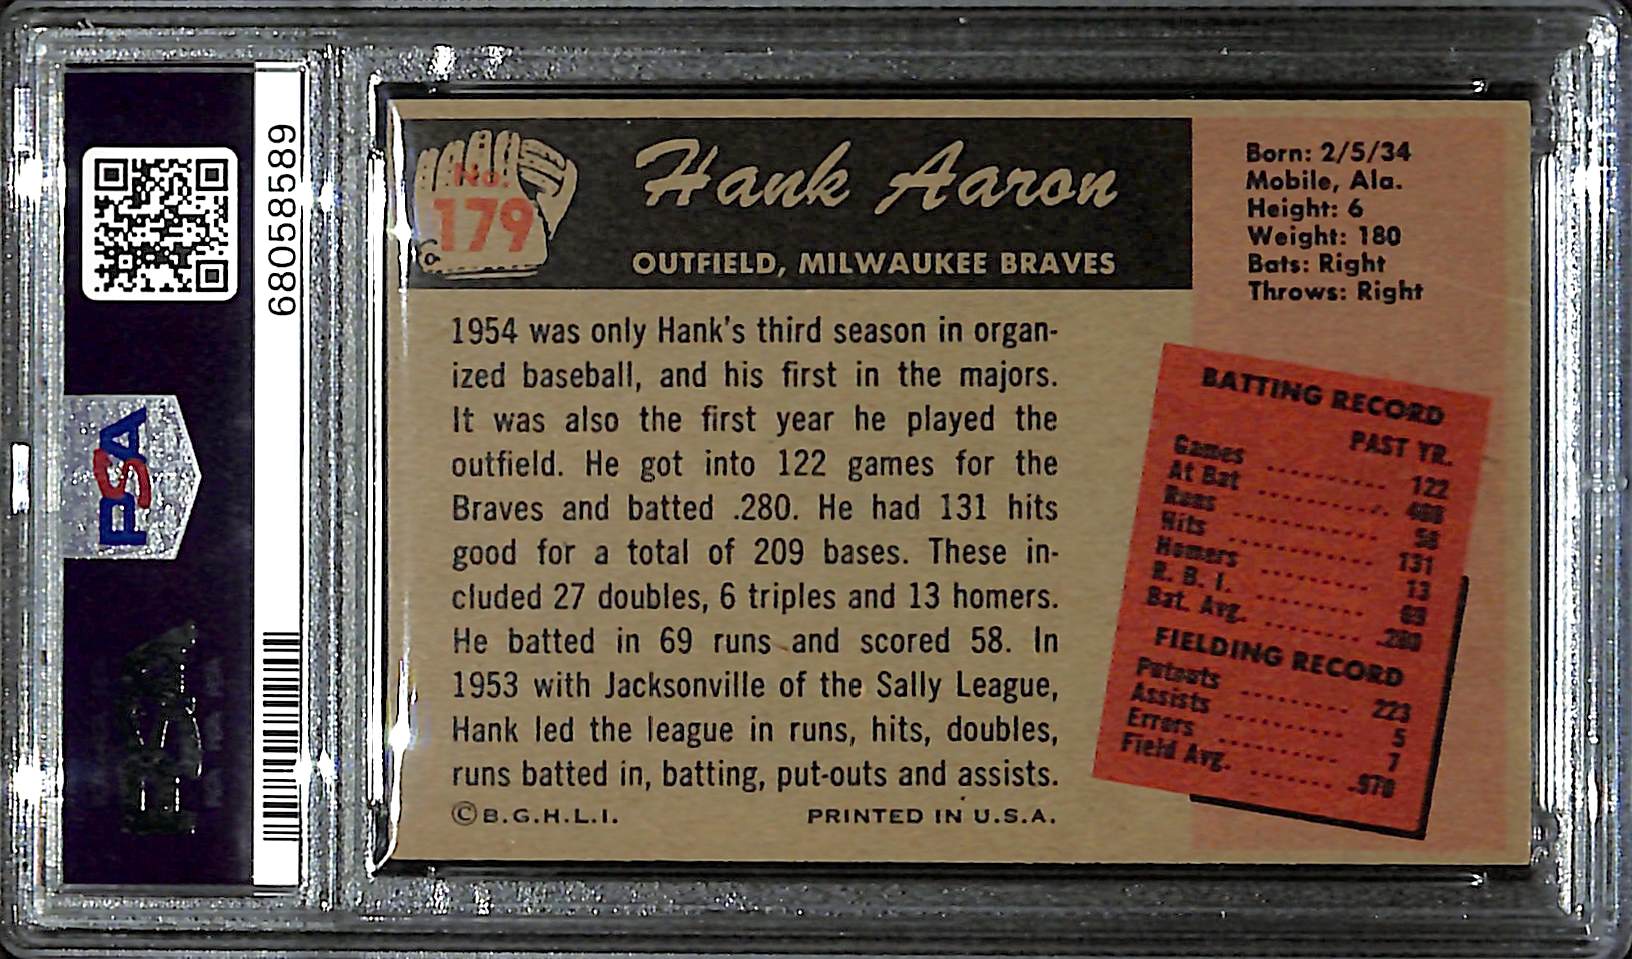 68058589
PSA
No.
179
Hank Aaron
OUTFIELD, MILWAUKEE BRAVES
Born: 2/5/34
Mobile, Ala.
Height: 6
Weight: 180
Bats: Right
Throws: Right
1954 was only Hank's third season in organ-
ized baseball, and his first in the majors.
It was also the first year he played the
outfield. He got into 122 games for the
Braves and batted .280. He had 131 hits
good for a total of 209 bases. These in-
cluded 27 doubles, 6 triples and 13 homers.
He batted in 69 runs and scored 58. In
1953 with Jacksonville of the Sally League,
Hank led the league in runs, hits, doubles,
runs batted in, batting, put-outs and assists.
©B.G.H.L.I. PRINTED IN U.S.A.
BATTING RECORD
PAST YR.
Games ......... 122
At Bat ......... 468
Runs ......... 58
Hits ......... 131
Homers ......... 13
R. B. I. ......... 69
Bat. Avg. ......... .280
FIELDING RECORD
Putouts ......... 223
Assists ......... 5
Errors ......... 7
Field Avg. ......... .970